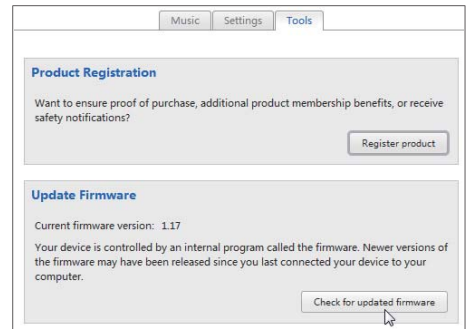 Music Settings Tools
Product Registration
Want to ensure proof of purchase, additional product membership benefits, or receive
safety notifications?
Register product
Update Firmware
Current firmware version: 1.17
Your device is controlled by an internal program called the firmware. Newer versions of
the firmware may have been released since you last connected your device to your
computer.
Check for updated firmware